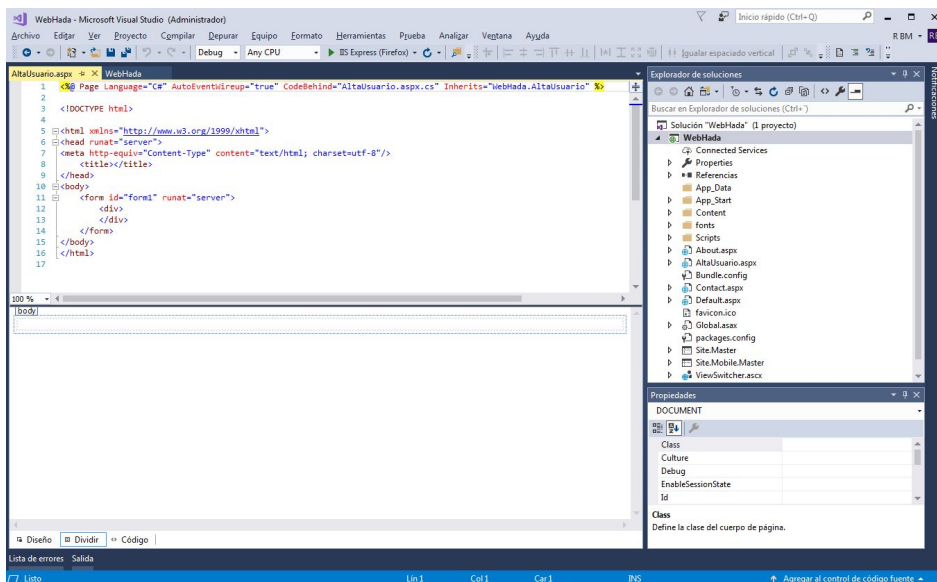 WebHada - Microsoft Visual Studio (Administrador)
Inicio rápido (Ctrl+Q)
Archivo Editar Ver Proyecto Compilar Depurar Equipo Formato Herramientas Prueba Analizar Ventana Ayuda
R BM
Debug Any CPU IIS Express (Firefox) Igualar espaciado vertical
AltaUsuario.aspx WebHada
1 <%@ Page Language="C#" AutoEventWireup="true" CodeBehind="AltaUsuario.aspx.cs" Inherits="WebHada.AltaUsuario" %>
2
3 <!DOCTYPE html>
4
5 <html xmlns="http://www.w3.org/1999/xhtml">
6 <head runat="server">
7 <meta http-equiv="Content-Type" content="text/html; charset=utf-8"/>
8 <title></title>
9 </head>
10 <body>
11 <form id="form1" runat="server">
12 <div>
13 </div>
14 </form>
15 </body>
16 </html>
17
100 %
body
Diseño Dividir Código
Explorador de soluciones
Buscar en Explorador de soluciones (Ctrl+¨)
Solución "WebHada" (1 proyecto)
WebHada
Connected Services
Properties
Referencias
App_Data
App_Start
Content
fonts
Scripts
About.aspx
AltaUsuario.aspx
Bundle.config
Contact.aspx
Default.aspx
favicon.ico
Global.asax
packages.config
Site.Master
Site.Mobile.Master
ViewSwitcher.ascx
Propiedades
DOCUMENT
Class
Culture
Debug
EnableSessionState
Id
Class
Define la clase del cuerpo de página.
Notificaciones
Lista de errores Salida
Listo Lín 1 Col 1 Car 1 INS Agregar al control de código fuente